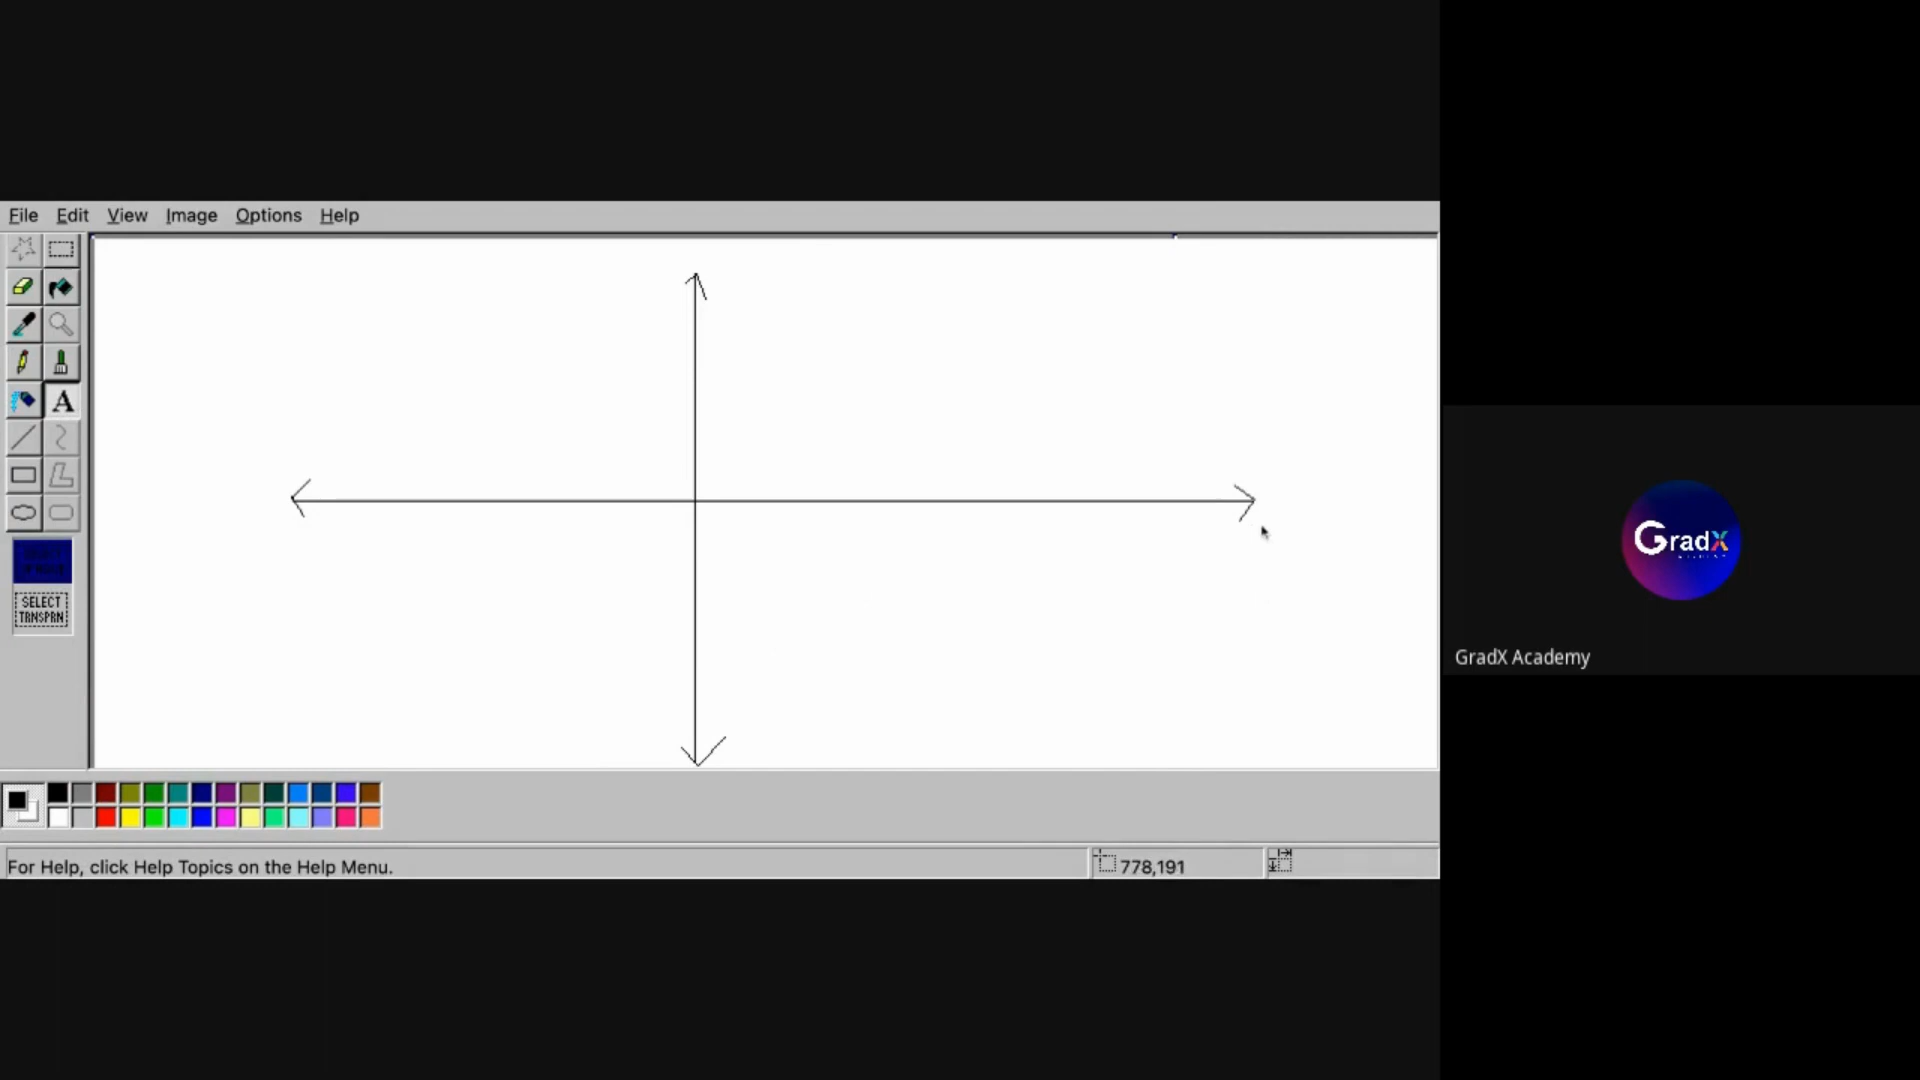 File Edit View Image Options Help
A
SELECT
TRNSPRN
GradX
GradX Academy
For Help, click Help Topics on the Help Menu.
778,191